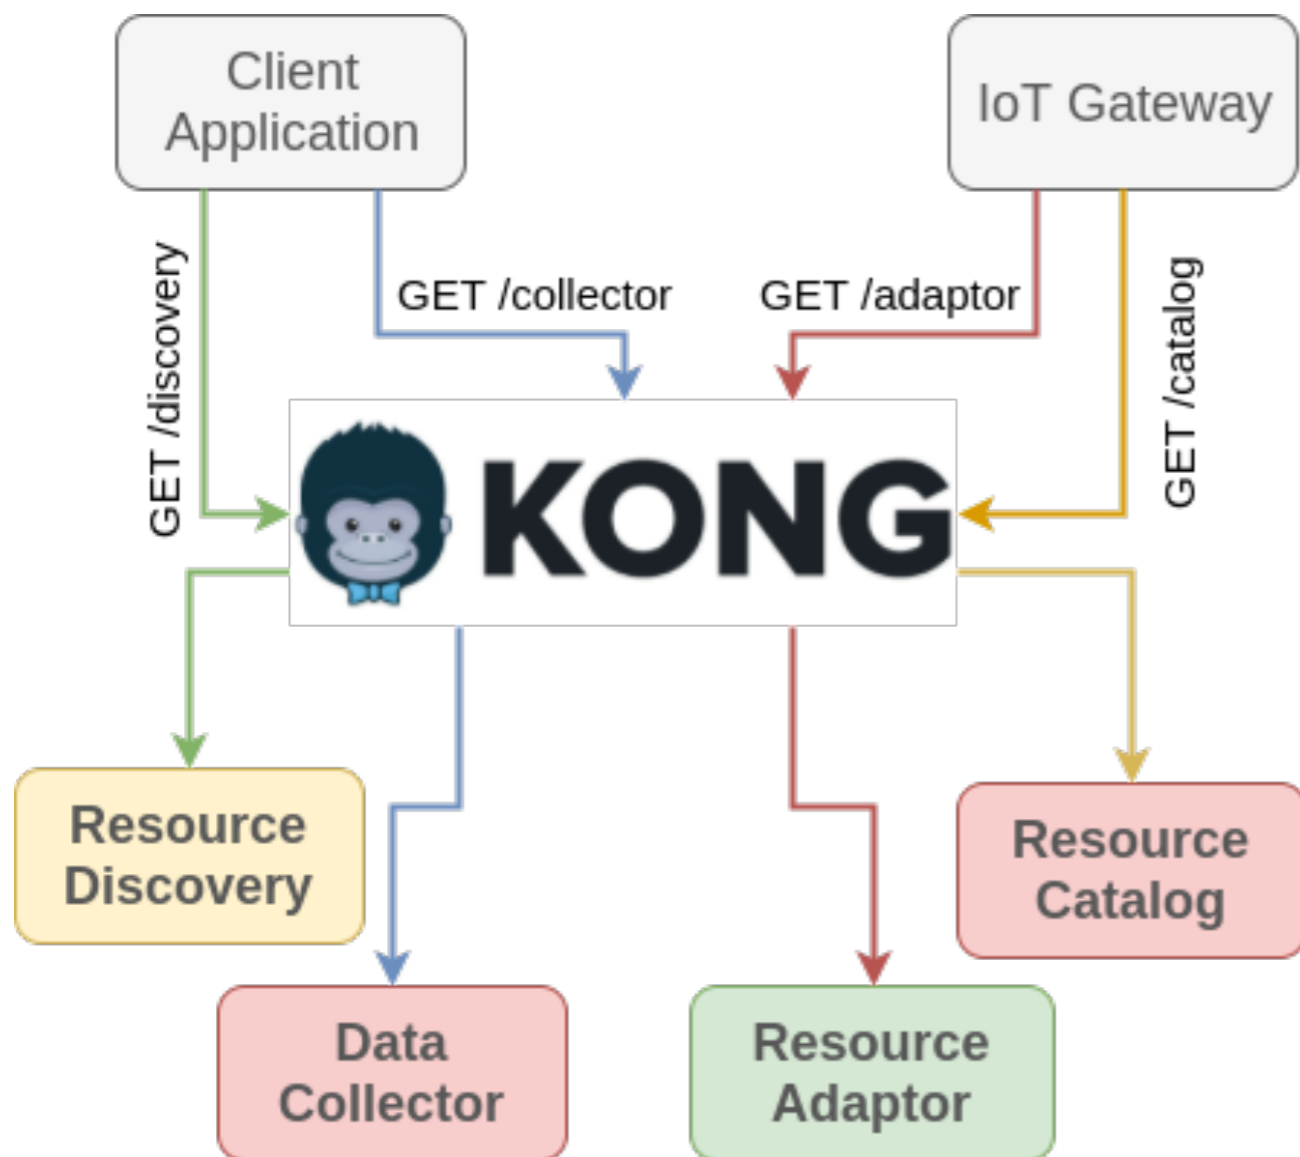 Client
Application
IoT Gateway
GET /discovery
GET /collector
GET /adaptor
GET /catalog
KONG
Resource
Discovery
Resource
Catalog
Data
Collector
Resource
Adaptor